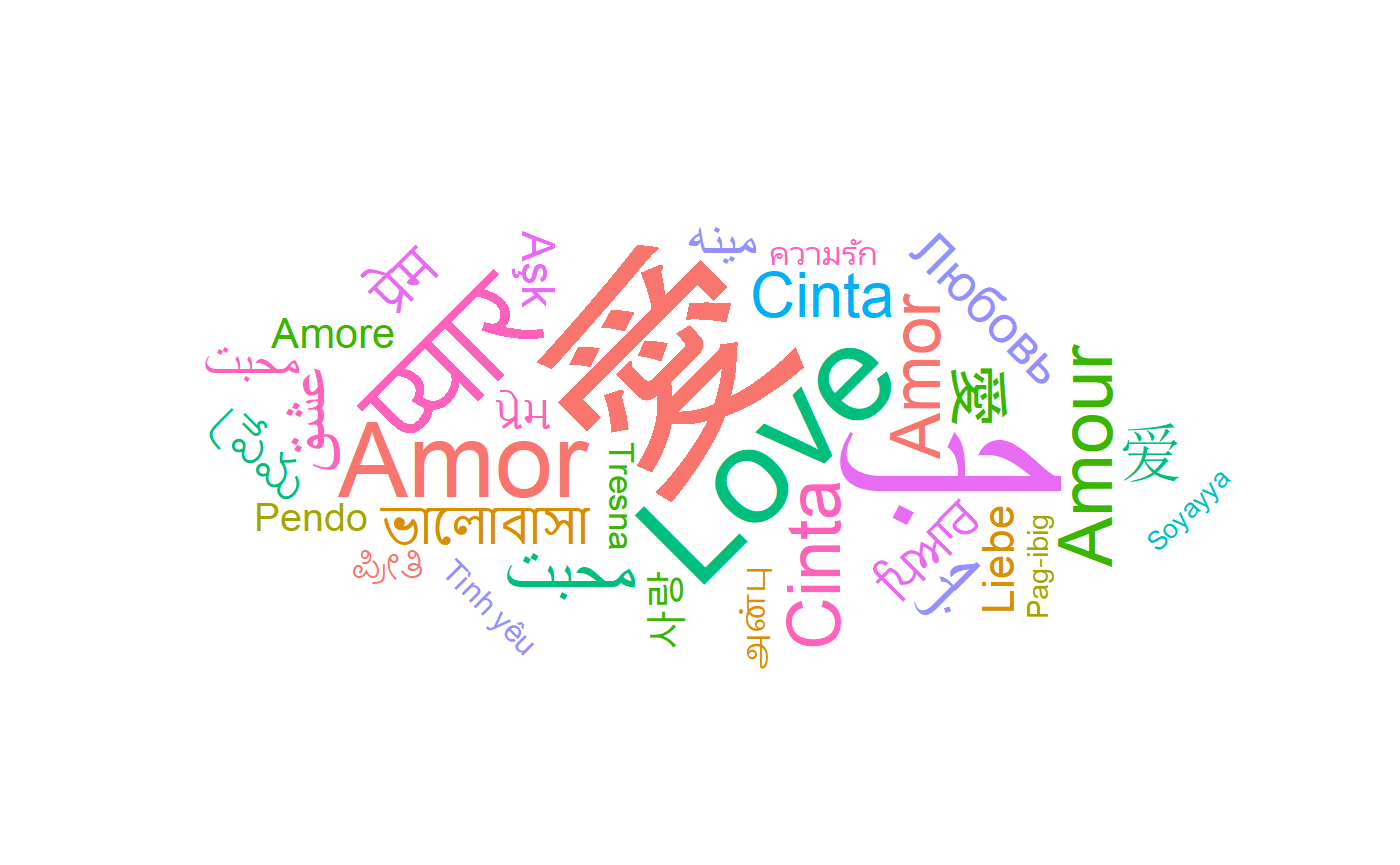 مينه
ความรัก
Любовь
Aşk
प्रेम
愛
Cinta
प्यार
Amore
محبت
Amor
Love
愛
Amour
عشق
પ્રેમ
ప్రేమ
Amor
حب
爱
Tresna
Pendo
ভালোবাসা
Cinta
ਪਿਆਰ
Soyayya
ಪ್ರೀತಿ
Tình yêu
محبت
사랑
அன்பு
حب
Liebe
Pag-ibig